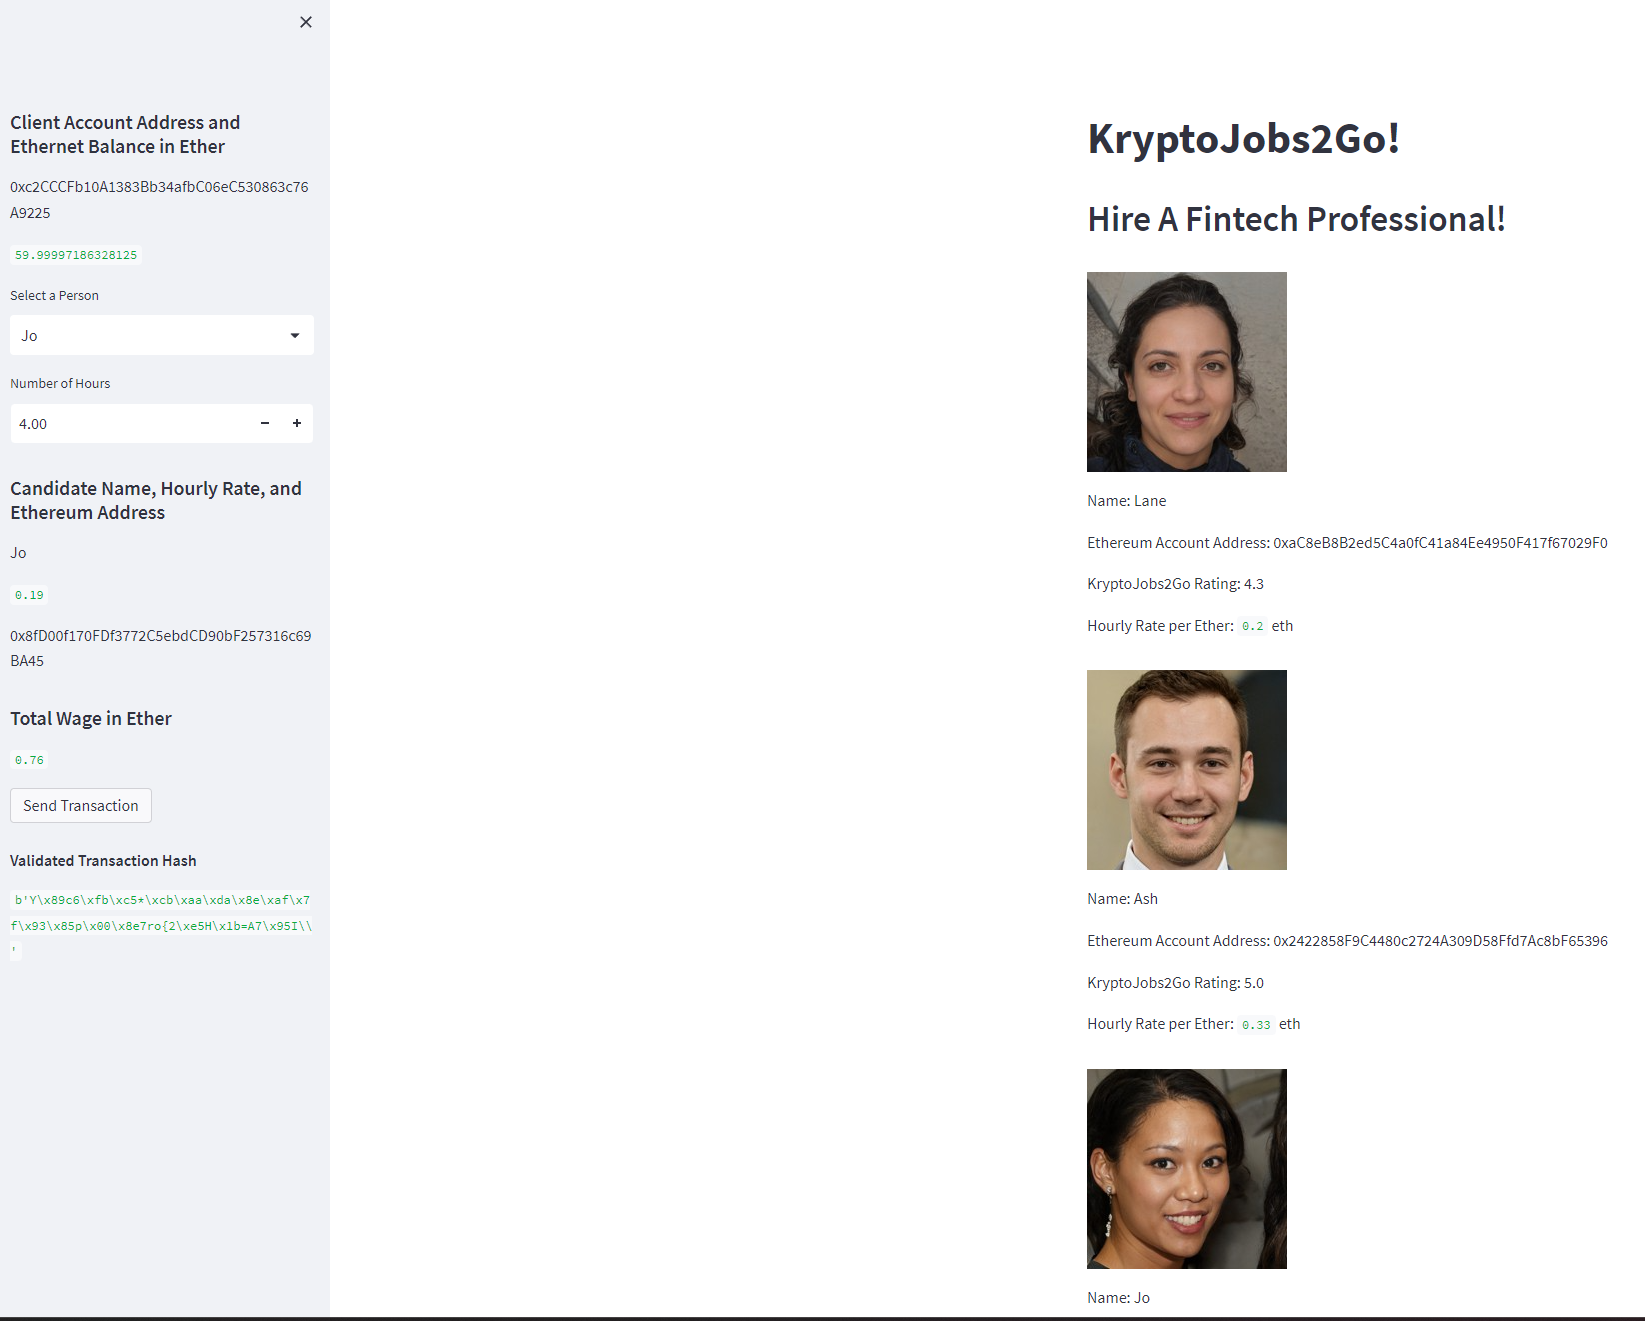 Client Account Address and
Ethernet Balance in Ether
0xc2CCCFb10A1383Bb34afbC06eC530863c76
A9225
59.99997186328125
Select a Person
Jo
Number of Hours
4.00
Candidate Name, Hourly Rate, and
Ethereum Address
Jo
0.19
0x8fD00f170FDf3772C5ebdCD90bF257316c69
BA45
Total Wage in Ether
0.76
Send Transaction
Validated Transaction Hash
b'Y\x89c6\xfb\xc5*\xcb\xaa\xda\x8e\xaf\x7
f\x93\x85p\x00\x8e7ro{2\xe5H\x1b=A7\x95I\\
'
KryptoJobs2Go!
Hire A Fintech Professional!
Name: Lane
Ethereum Account Address: 0xaC8eB8B2ed5C4a0fC41a84Ee4950F417f67029F0
KryptoJobs2Go Rating: 4.3
Hourly Rate per Ether: 0.2 eth
Name: Ash
Ethereum Account Address: 0x2422858F9C4480c2724A309D58Ffd7Ac8bF65396
KryptoJobs2Go Rating: 5.0
Hourly Rate per Ether: 0.33 eth
Name: Jo